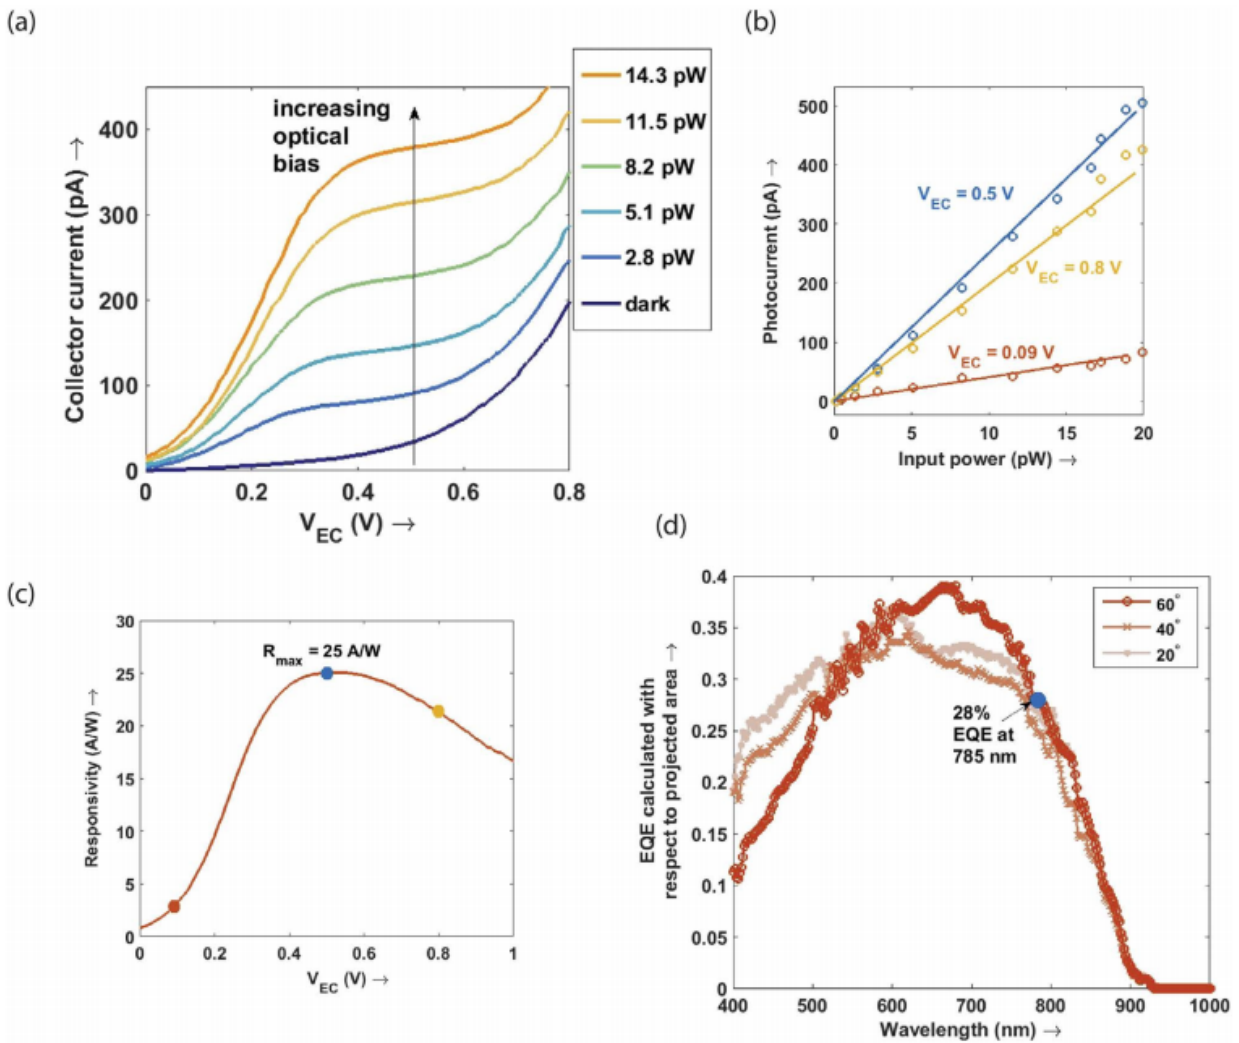 (a)
increasing
optical
bias
14.3 pW
11.5 pW
8.2 pW
5.1 pW
2.8 pW
dark
400
300
200
100
0
0 0.2 0.4 0.6 0.8
Collector current (pA) →
V_EC (V) →
(b)
500
400
300
200
100
0
0 5 10 15 20
Photocurrent (pA) →
Input power (pW) →
V_EC = 0.5 V
V_EC = 0.8 V
V_EC = 0.09 V
(c)
R_max = 25 A/W
30
25
20
15
10
5
0
0 0.2 0.4 0.6 0.8 1
Responsivity (A/W) →
V_EC (V) →
(d)
60°
40°
20°
28%
EQE at
785 nm
0.4
0.35
0.3
0.25
0.2
0.15
0.1
0.05
0
400 500 600 700 800 900 1000
EQE calculated with
respect to projected area →
Wavelength (nm) →